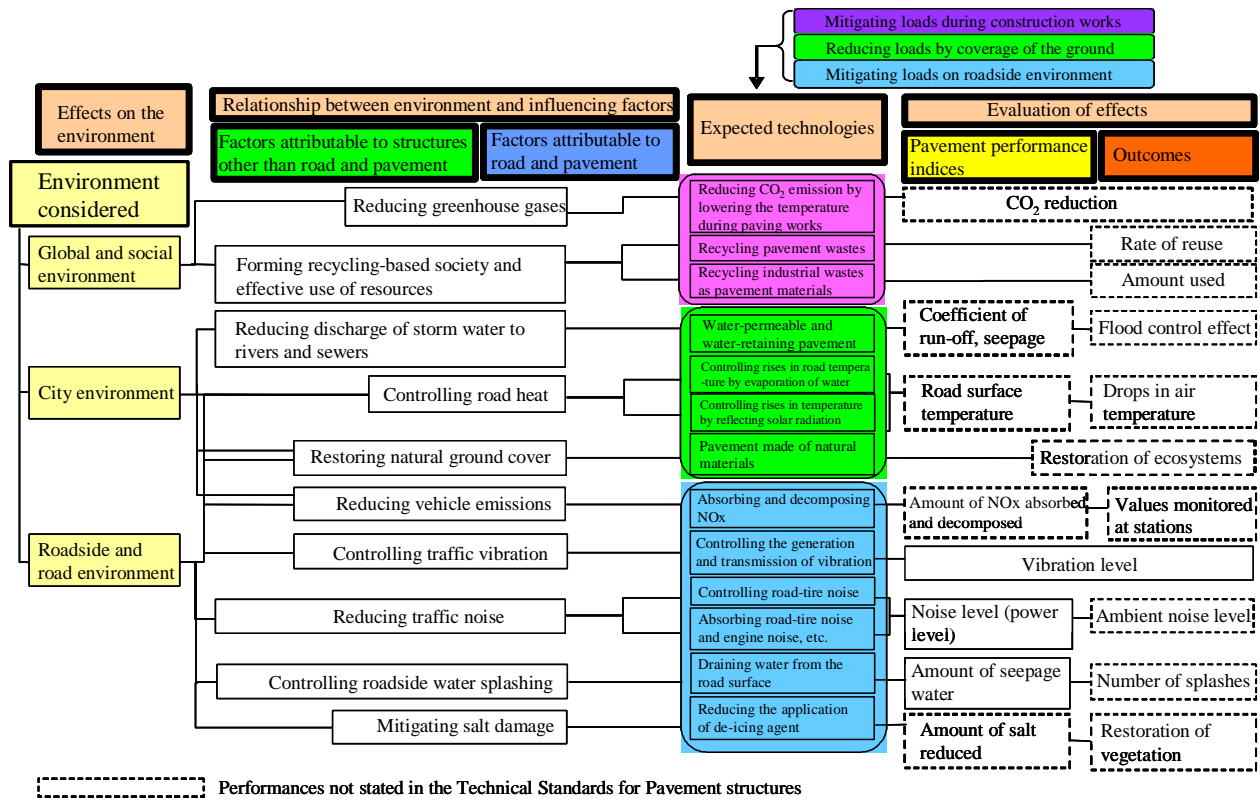 Mitigating loads during construction works
Reducing loads by coverage of the ground
Mitigating loads on roadside environment
Effects on the
environment
Relationship between environment and influencing factors
Factors attributable to structures
other than road and pavement
Factors attributable to
road and pavement
Expected technologies
Evaluation of effects
Pavement performance
indices
Outcomes
Environment
considered
Global and social
environment
City environment
Roadside and
road environment
Reducing greenhouse gases
Forming recycling-based society and
effective use of resources
Reducing discharge of storm water to
rivers and sewers
Controlling road heat
Restoring natural ground cover
Reducing vehicle emissions
Controlling traffic vibration
Reducing traffic noise
Controlling roadside water splashing
Mitigating salt damage
Reducing CO2 emission by
lowering the temperature
during paving works
Recycling pavement wastes
Recycling industrial wastes
as pavement materials
Water-permeable and
water-retaining pavement
Controlling rises in road tempera
-ture by evaporation of water
Controlling rises in temperature
by reflecting solar radiation
Pavement made of natural
materials
Absorbing and decomposing
NOx
Controlling the generation
and transmission of vibration
Controlling road-tire noise
Absorbing road-tire noise
and engine noise, etc.
Draining water from the
road surface
Reducing the application
of de-icing agent
CO2 reduction
Rate of reuse
Amount used
Coefficient of
run-off, seepage
Flood control effect
Road surface
temperature
Drops in air
temperature
Restoration of ecosystems
Amount of NOx absorbed
and decomposed
Values monitored
at stations
Vibration level
Noise level (power
level)
Ambient noise level
Amount of seepage
water
Number of splashes
Amount of salt
reduced
Restoration of
vegetation
Performances not stated in the Technical Standards for Pavement structures